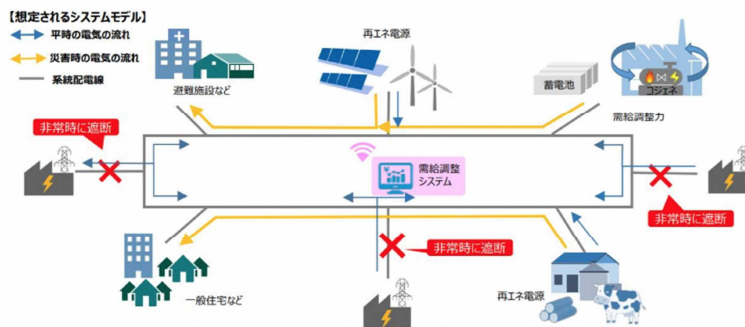 【想定されるシステムモデル】
平時の電気の流れ
災害時の電気の流れ
系統配電線
避難施設など
再エネ電源
蓄電池
コジェネ
需給調整力
非常時に遮断
需給調整
システム
非常時に遮断
非常時に遮断
一般住宅など
再エネ電源